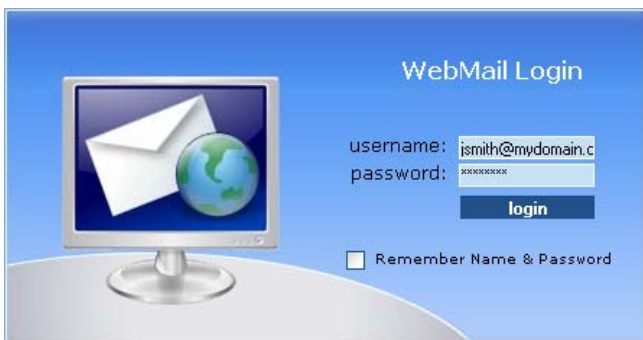 WebMail Login
username: jsmith@mydomain.c
password: ********
login
Remember Name & Password